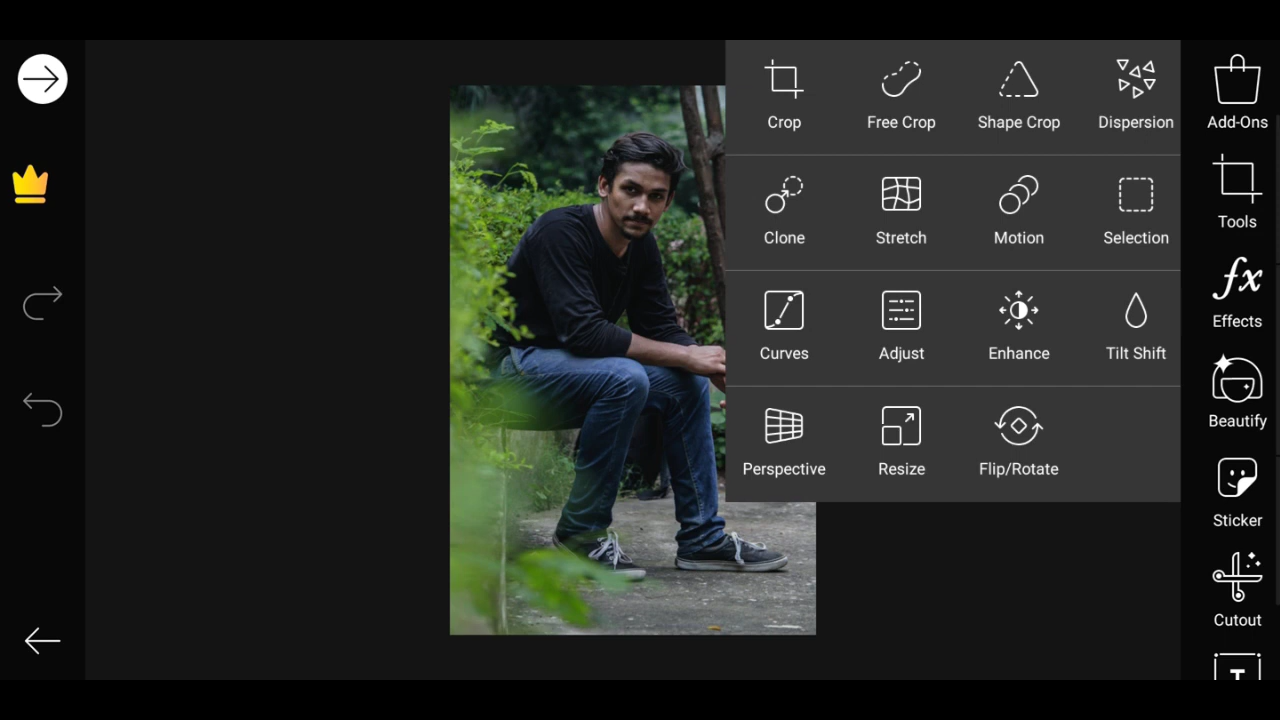 Crop
Free Crop
Shape Crop
Dispersion
Clone
Stretch
Motion
Selection
Curves
Adjust
Enhance
Tilt Shift
Perspective
Resize
Flip/Rotate
Add-Ons
Tools
fx
Effects
Beautify
Sticker
Cutout
T